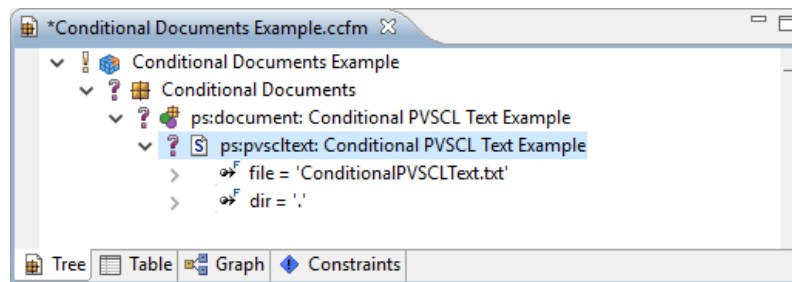 *Conditional Documents Example.ccfm
Conditional Documents Example
Conditional Documents
ps:document: Conditional PVSCL Text Example
ps:pvscltext: Conditional PVSCL Text Example
file = 'ConditionalPVSCLText.txt'
dir = '.'
Tree Table Graph Constraints